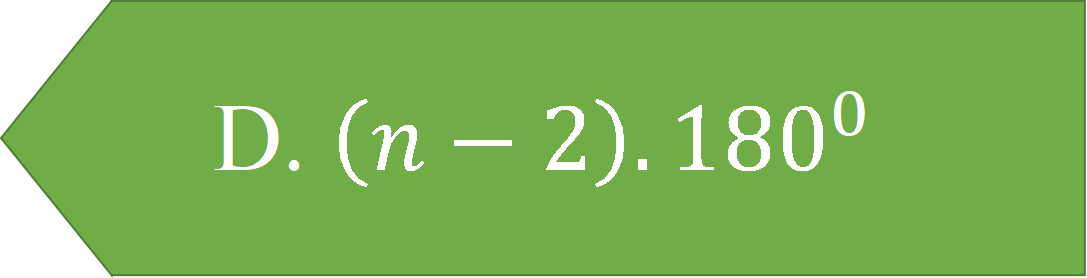 D. (n − 2). 180⁰